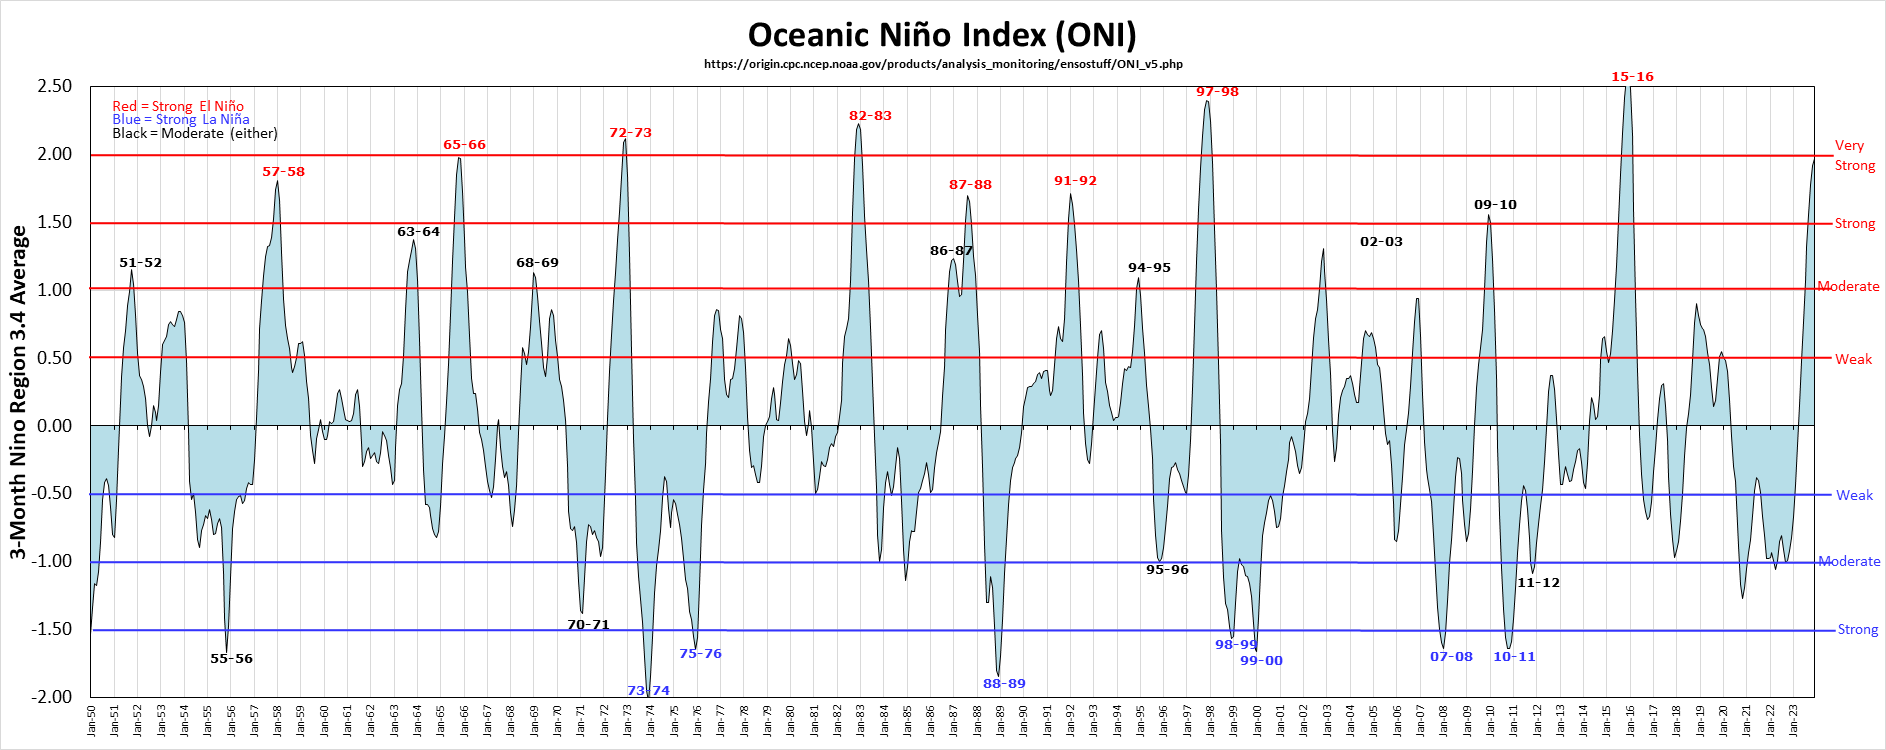 Oceanic Niño Index (ONI)
https://origin.cpc.ncep.noaa.gov/products/analysis_monitoring/ensostuff/ONI_v5.php
3-Month Nino Region 3.4 Average
2.50
2.00
1.50
1.00
0.50
0.00
-0.50
-1.00
-1.50
-2.00
Red = Strong El Niño
Blue = Strong La Niña
Black = Moderate (either)
51-52
55-56
57-58
63-64
65-66
68-69
70-71
72-73
73-74
75-76
82-83
86-87
87-88
88-89
91-92
94-95
95-96
97-98
98-99
99-00
02-03
07-08
09-10
10-11
11-12
15-16
Very
Strong
Strong
Moderate
Weak
Weak
Moderate
Strong
Jan-50
Jan-51
Jan-52
Jan-53
Jan-54
Jan-55
Jan-56
Jan-57
Jan-58
Jan-59
Jan-60
Jan-61
Jan-62
Jan-63
Jan-64
Jan-65
Jan-66
Jan-67
Jan-68
Jan-69
Jan-70
Jan-71
Jan-72
Jan-73
Jan-74
Jan-75
Jan-76
Jan-77
Jan-78
Jan-79
Jan-80
Jan-81
Jan-82
Jan-83
Jan-84
Jan-85
Jan-86
Jan-87
Jan-88
Jan-89
Jan-90
Jan-91
Jan-92
Jan-93
Jan-94
Jan-95
Jan-96
Jan-97
Jan-98
Jan-99
Jan-00
Jan-01
Jan-02
Jan-03
Jan-04
Jan-05
Jan-06
Jan-07
Jan-08
Jan-09
Jan-10
Jan-11
Jan-12
Jan-13
Jan-14
Jan-15
Jan-16
Jan-17
Jan-18
Jan-19
Jan-20
Jan-21
Jan-22
Jan-23